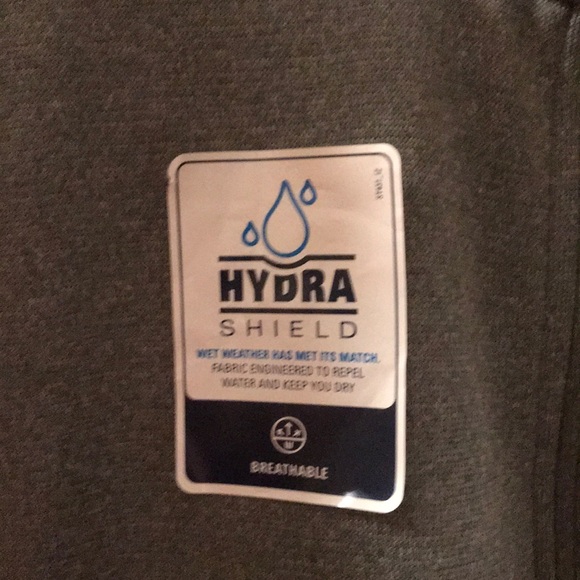 HYDRA
SHIELD
WET WEATHER HAS MET ITS MATCH.
FABRIC ENGINEERED TO REPEL
WATER AND KEEP YOU DRY
BREATHABLE